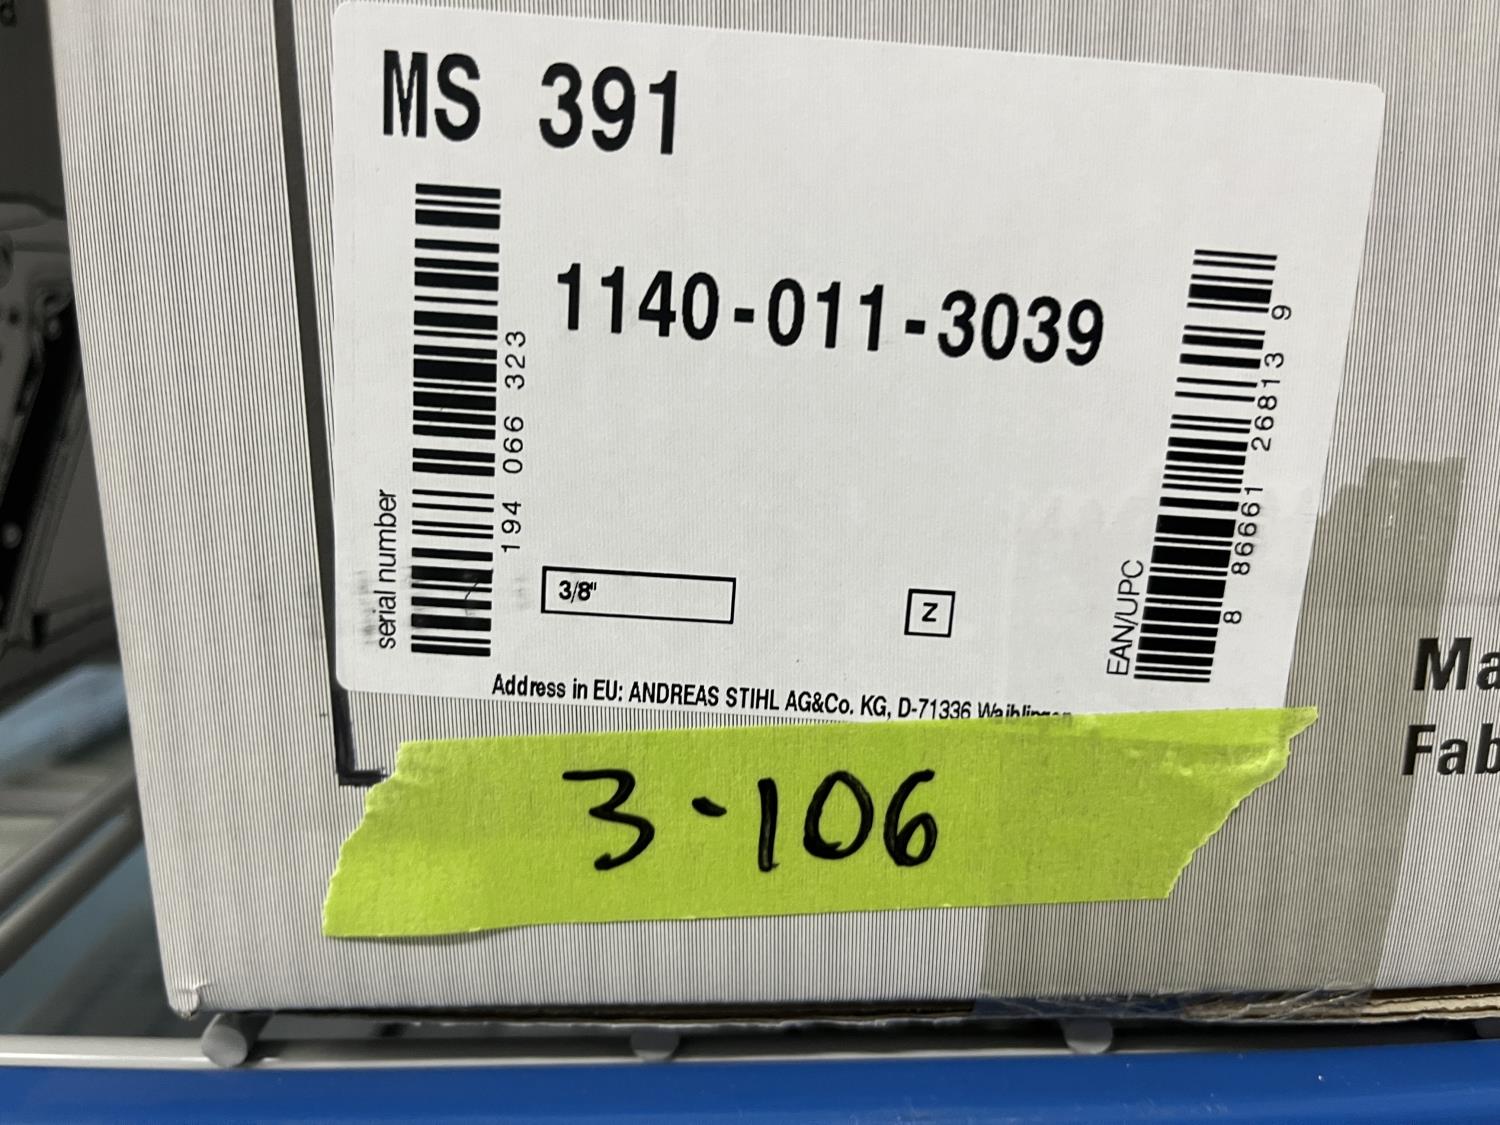 MS 391
1140-011-3039
serial number
194 066 323
3/8"
Z
EAN/UPC
8 86661 26813 9
Address in EU: ANDREAS STIHL AG&Co. KG, D-71336 Waiblingen
3-106